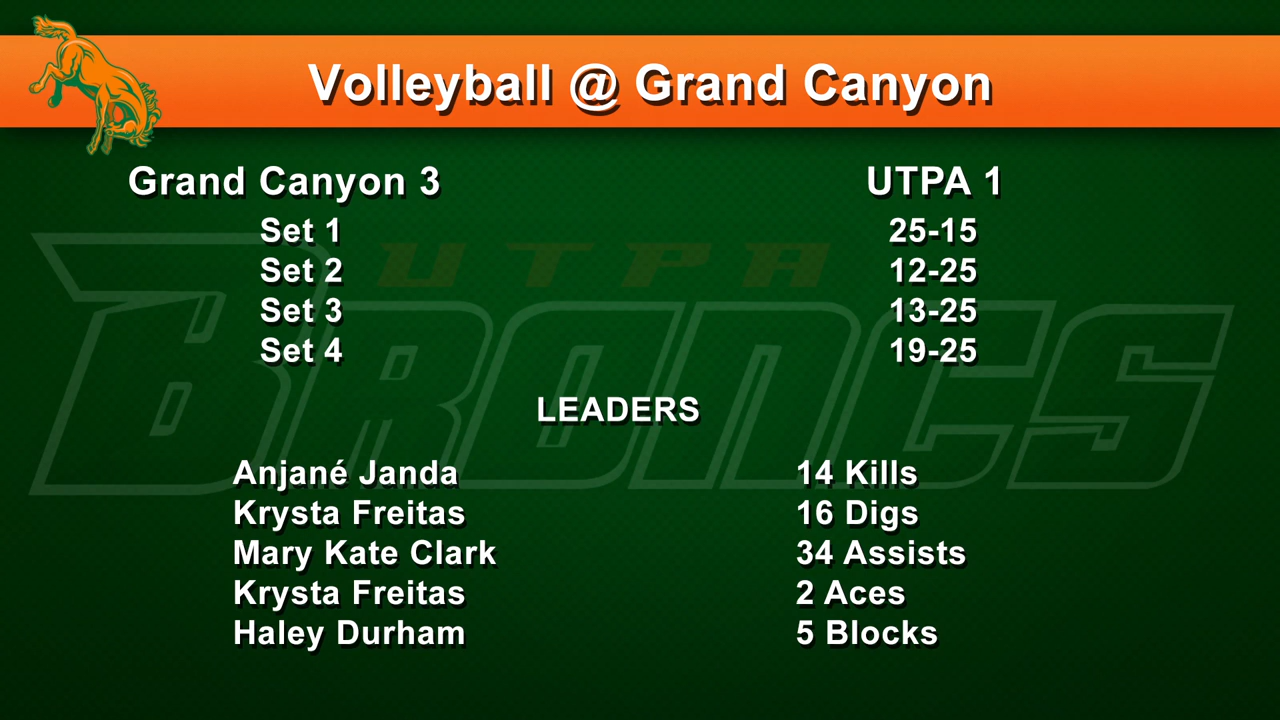 Volleyball @ Grand Canyon
Grand Canyon 3 UTPA 1
Set 1 25-15
Set 2 12-25
UTPA
Set 3 13-25
BRONCS
Set 4 19-25
LEADERS
Anjané Janda 14 Kills
Krysta Freitas 16 Digs
Mary Kate Clark 34 Assists
Krysta Freitas 2 Aces
Haley Durham 5 Blocks